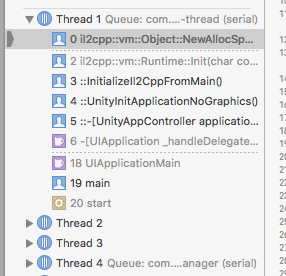 Thread 1 Queue: com....-thread (serial)
0 il2cpp::vm::Object::NewAllocSp...
2 il2cpp::vm::Runtime::Init(char co...
3 ::InitializeIl2CppFromMain()
4 ::UnityInitApplicationNoGraphics()
5 ::-[UnityAppController applicatio...
6 -[UIApplication _handleDelegate...
18 UIApplicationMain
19 main
20 start
Thread 2
Thread 3
Thread 4 Queue: com....anager (serial)